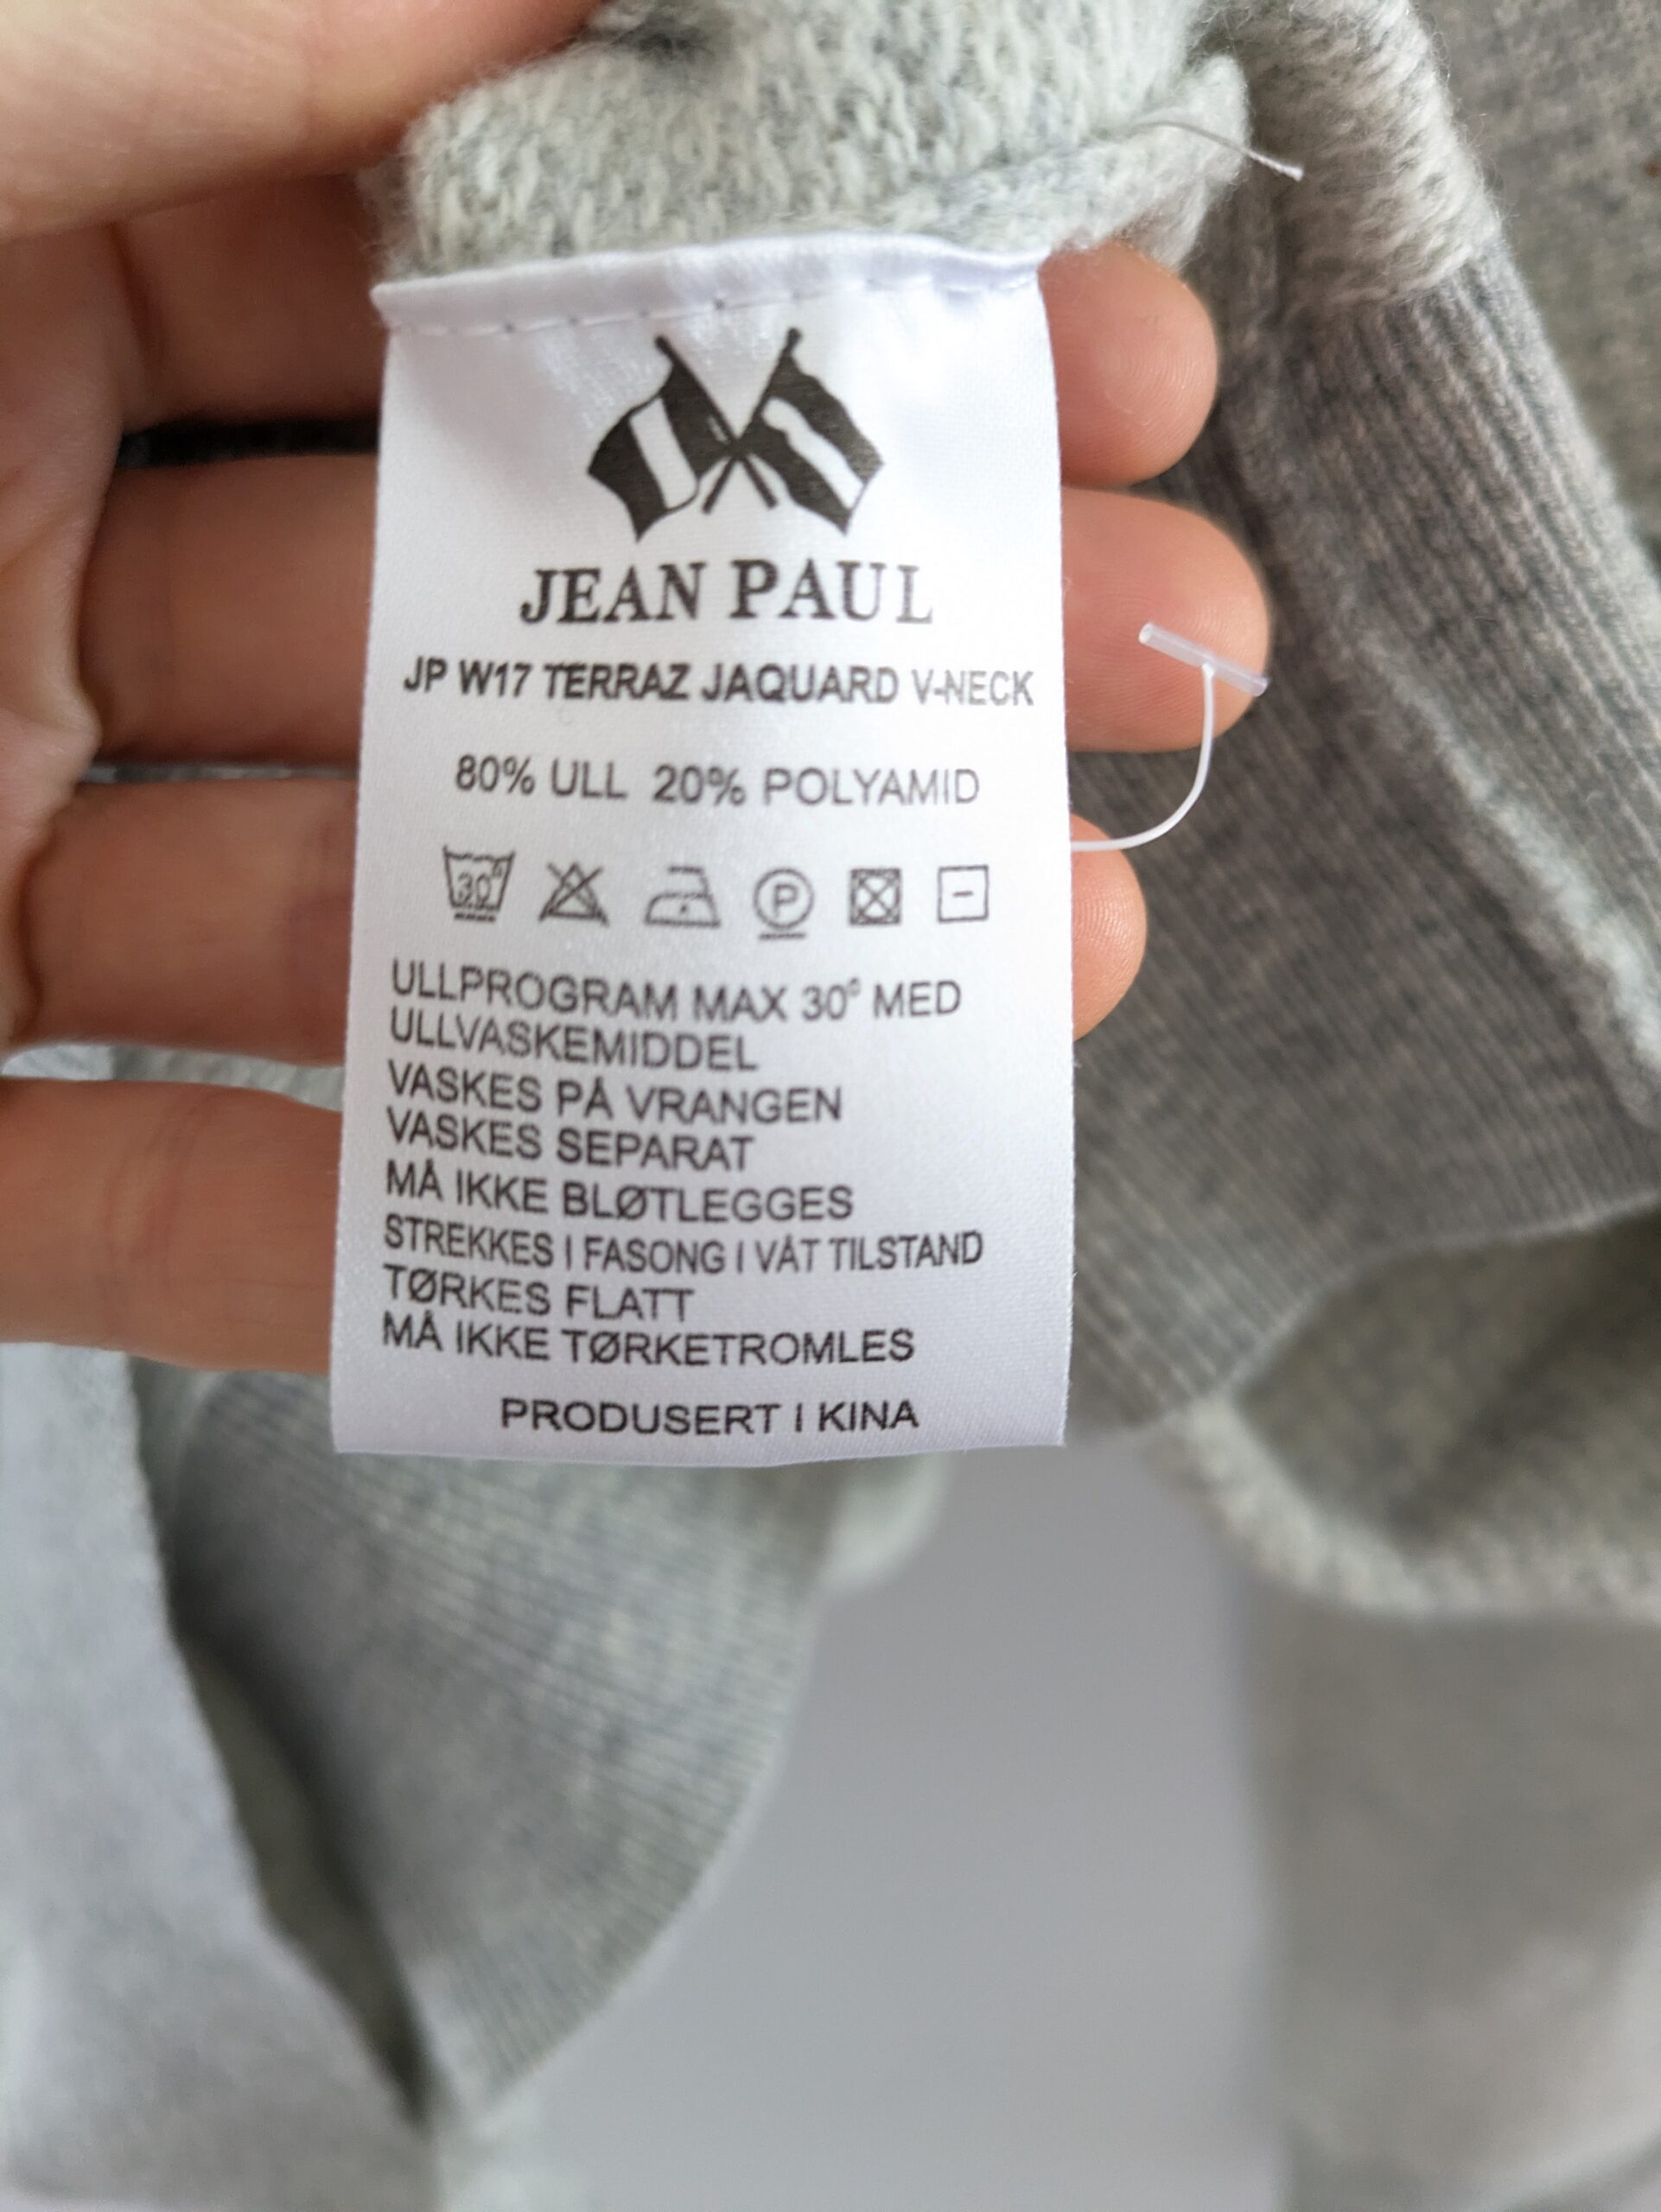 JEAN PAUL
JP W17 TERRAZ JAQUARD V-NECK
80% ULL 20% POLYAMID
30° P
ULLPROGRAM MAX 30° MED
ULLVASKEMIDDEL
VASKES PÅ VRANGEN
VASKES SEPARAT
MÅ IKKE BLØTLEGGES
STREKKES I FASONG I VÅT TILSTAND
TØRKES FLATT
MÅ IKKE TØRKETROMLES
PRODUSERT I KINA